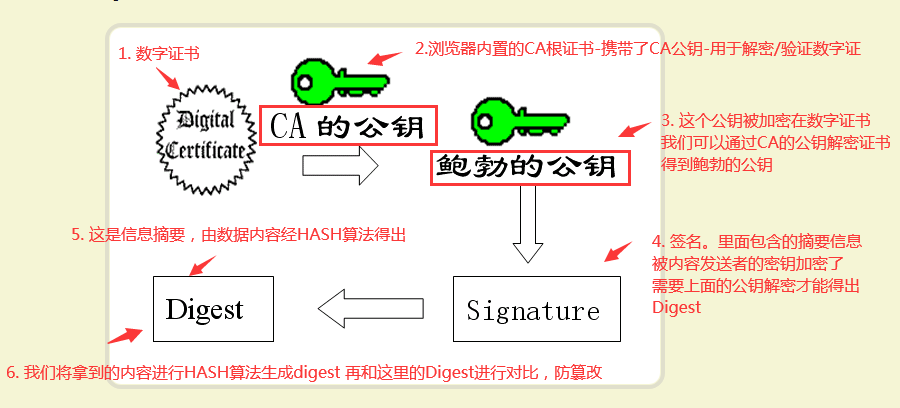 1. 数字证书
2.浏览器内置的CA根证书-携带了CA公钥-用于解密/验证数字证
Digital
Certificate
CA 的公钥
鲍勃的公钥
3. 这个公钥被加密在数字证书
我们可以通过CA的公钥解密证书
得到鲍勃的公钥
5. 这是信息摘要，由数据内容经HASH算法得出
4. 签名。里面包含的摘要信息
被内容发送者的密钥加密了
需要上面的公钥解密才能得出
Digest
Digest
Signature
6. 我们将拿到的内容进行HASH算法生成digest 再和这里的Digest进行对比，防篡改